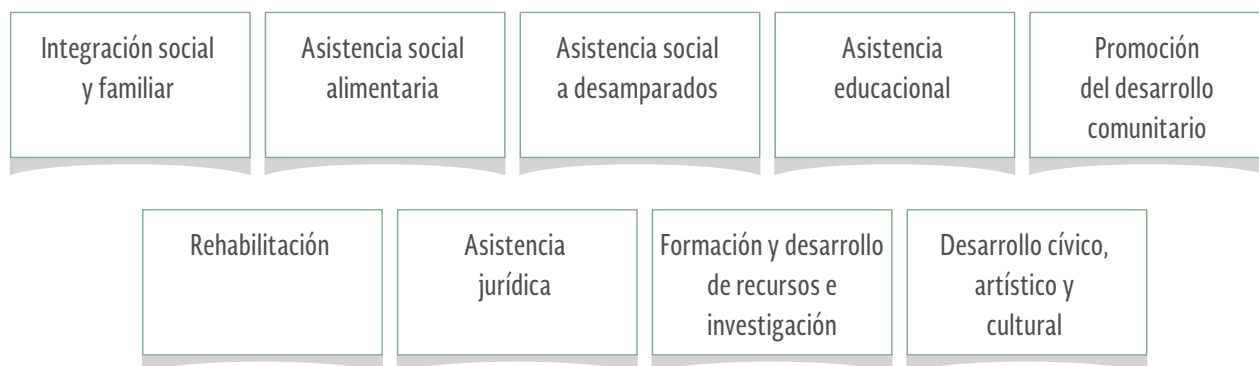 Integración social
y familiar
Asistencia social
alimentaria
Asistencia social
a desamparados
Asistencia
educacional
Promoción
del desarrollo
comunitario
Rehabilitación
Asistencia
jurídica
Formación y desarrollo
de recursos e
investigación
Desarrollo cívico,
artístico y
cultural